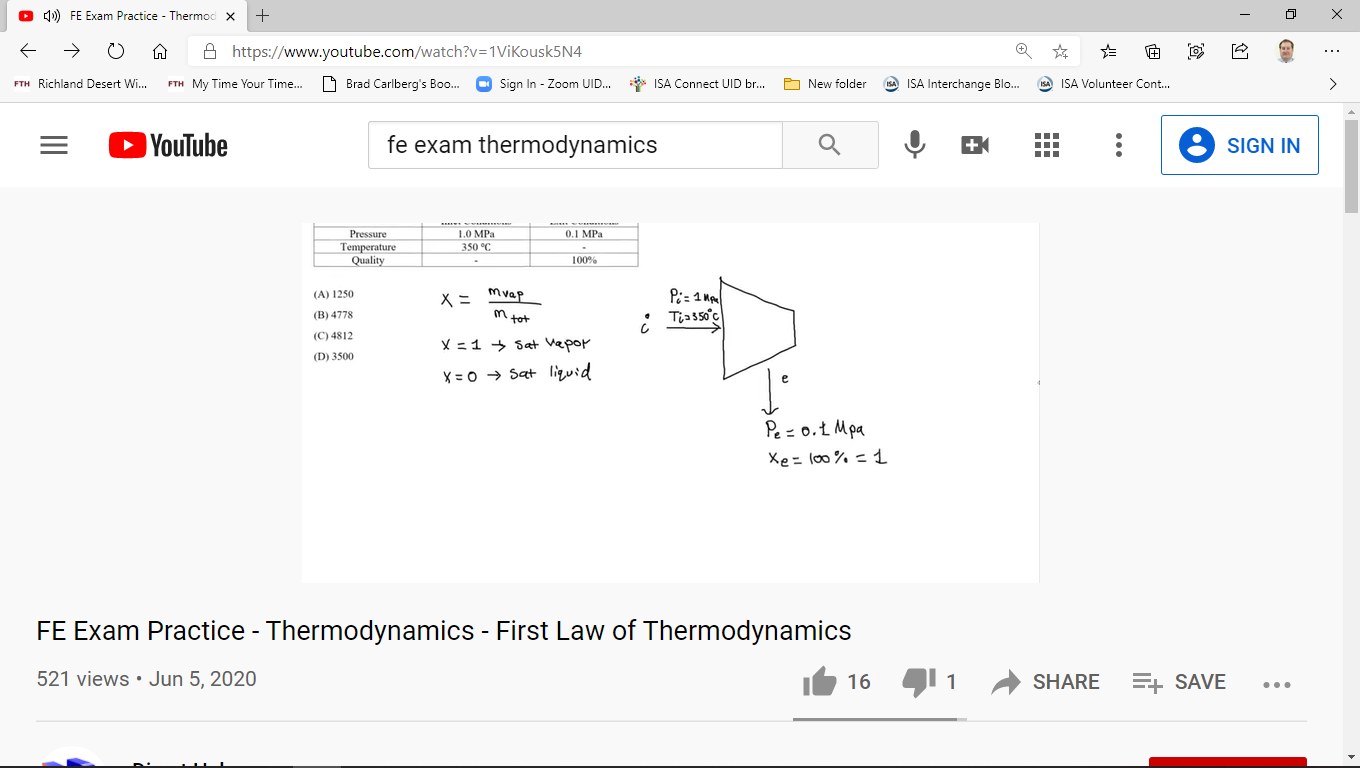 FE Exam Practice - Thermod
https://www.youtube.com/watch?v=1ViKousk5N4
FTH Richland Desert Wi... FTH My Time Your Time... Brad Carlberg's Boo... Sign In - Zoom UID... ISA Connect UID br... New folder ISA ISA Interchange Blo... ISA ISA Volunteer Cont...
YouTube fe exam thermodynamics SIGN IN
Pressure 1.0 MPa 0.1 MPa
Temperature 350 °C -
Quality - 100%
(A) 1250
(B) 4778
(C) 4812
(D) 3500
X = mvap / mtot
X = 1 → sat vapor
X = 0 → sat liquid
Pi = 1 Mpa
i Ti = 350°C
e
Pe = 0.1 Mpa
Xe = 100% = 1
FE Exam Practice - Thermodynamics - First Law of Thermodynamics
521 views • Jun 5, 2020
16 1 SHARE SAVE